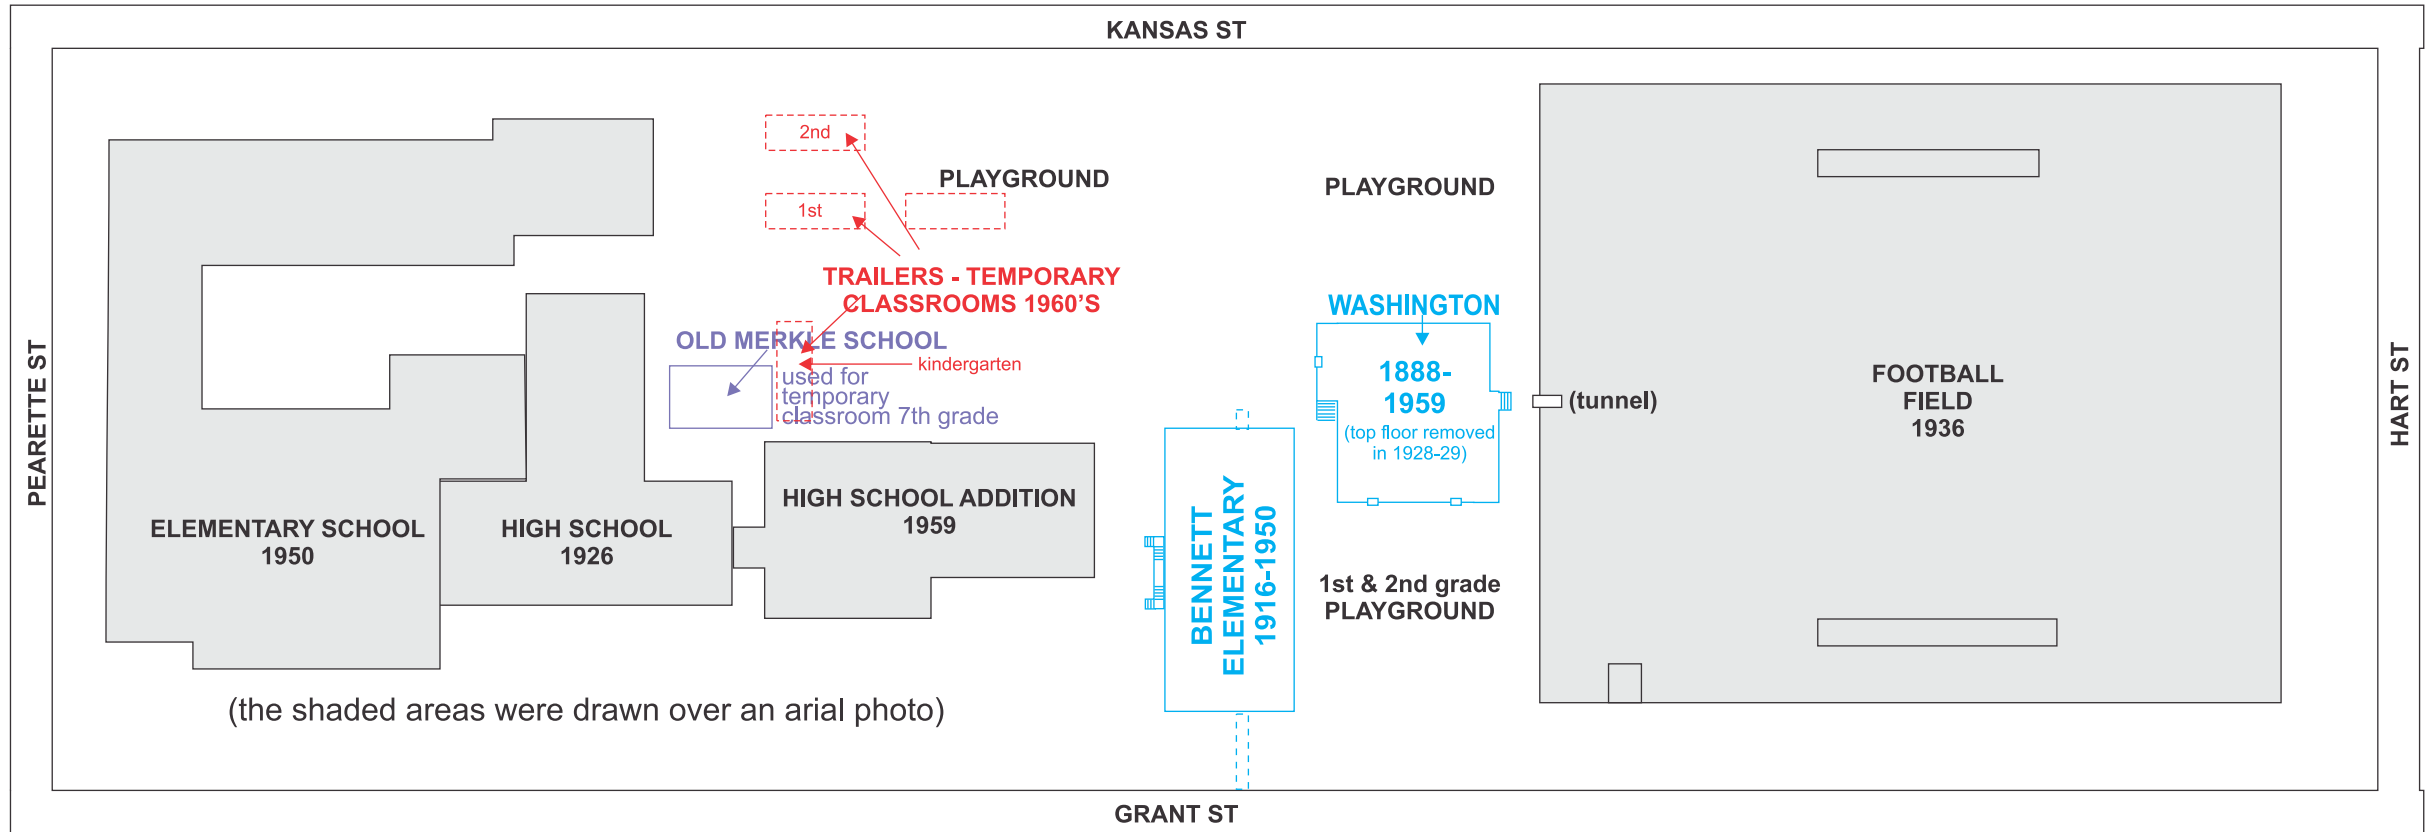 KANSAS ST
PEARETTE ST
HART ST
GRANT ST
2nd
1st
PLAYGROUND
TRAILERS - TEMPORARY
CLASSROOMS 1960'S
OLD MERKLE SCHOOL
kindergarten
used for
temporary
classroom 7th grade
ELEMENTARY SCHOOL
1950
HIGH SCHOOL
1926
HIGH SCHOOL ADDITION
1959
(the shaded areas were drawn over an arial photo)
BENNETT
ELEMENTARY
1916-1950
PLAYGROUND
WASHINGTON
1888-
1959
(top floor removed
in 1928-29)
1st & 2nd grade
PLAYGROUND
(tunnel)
FOOTBALL
FIELD
1936